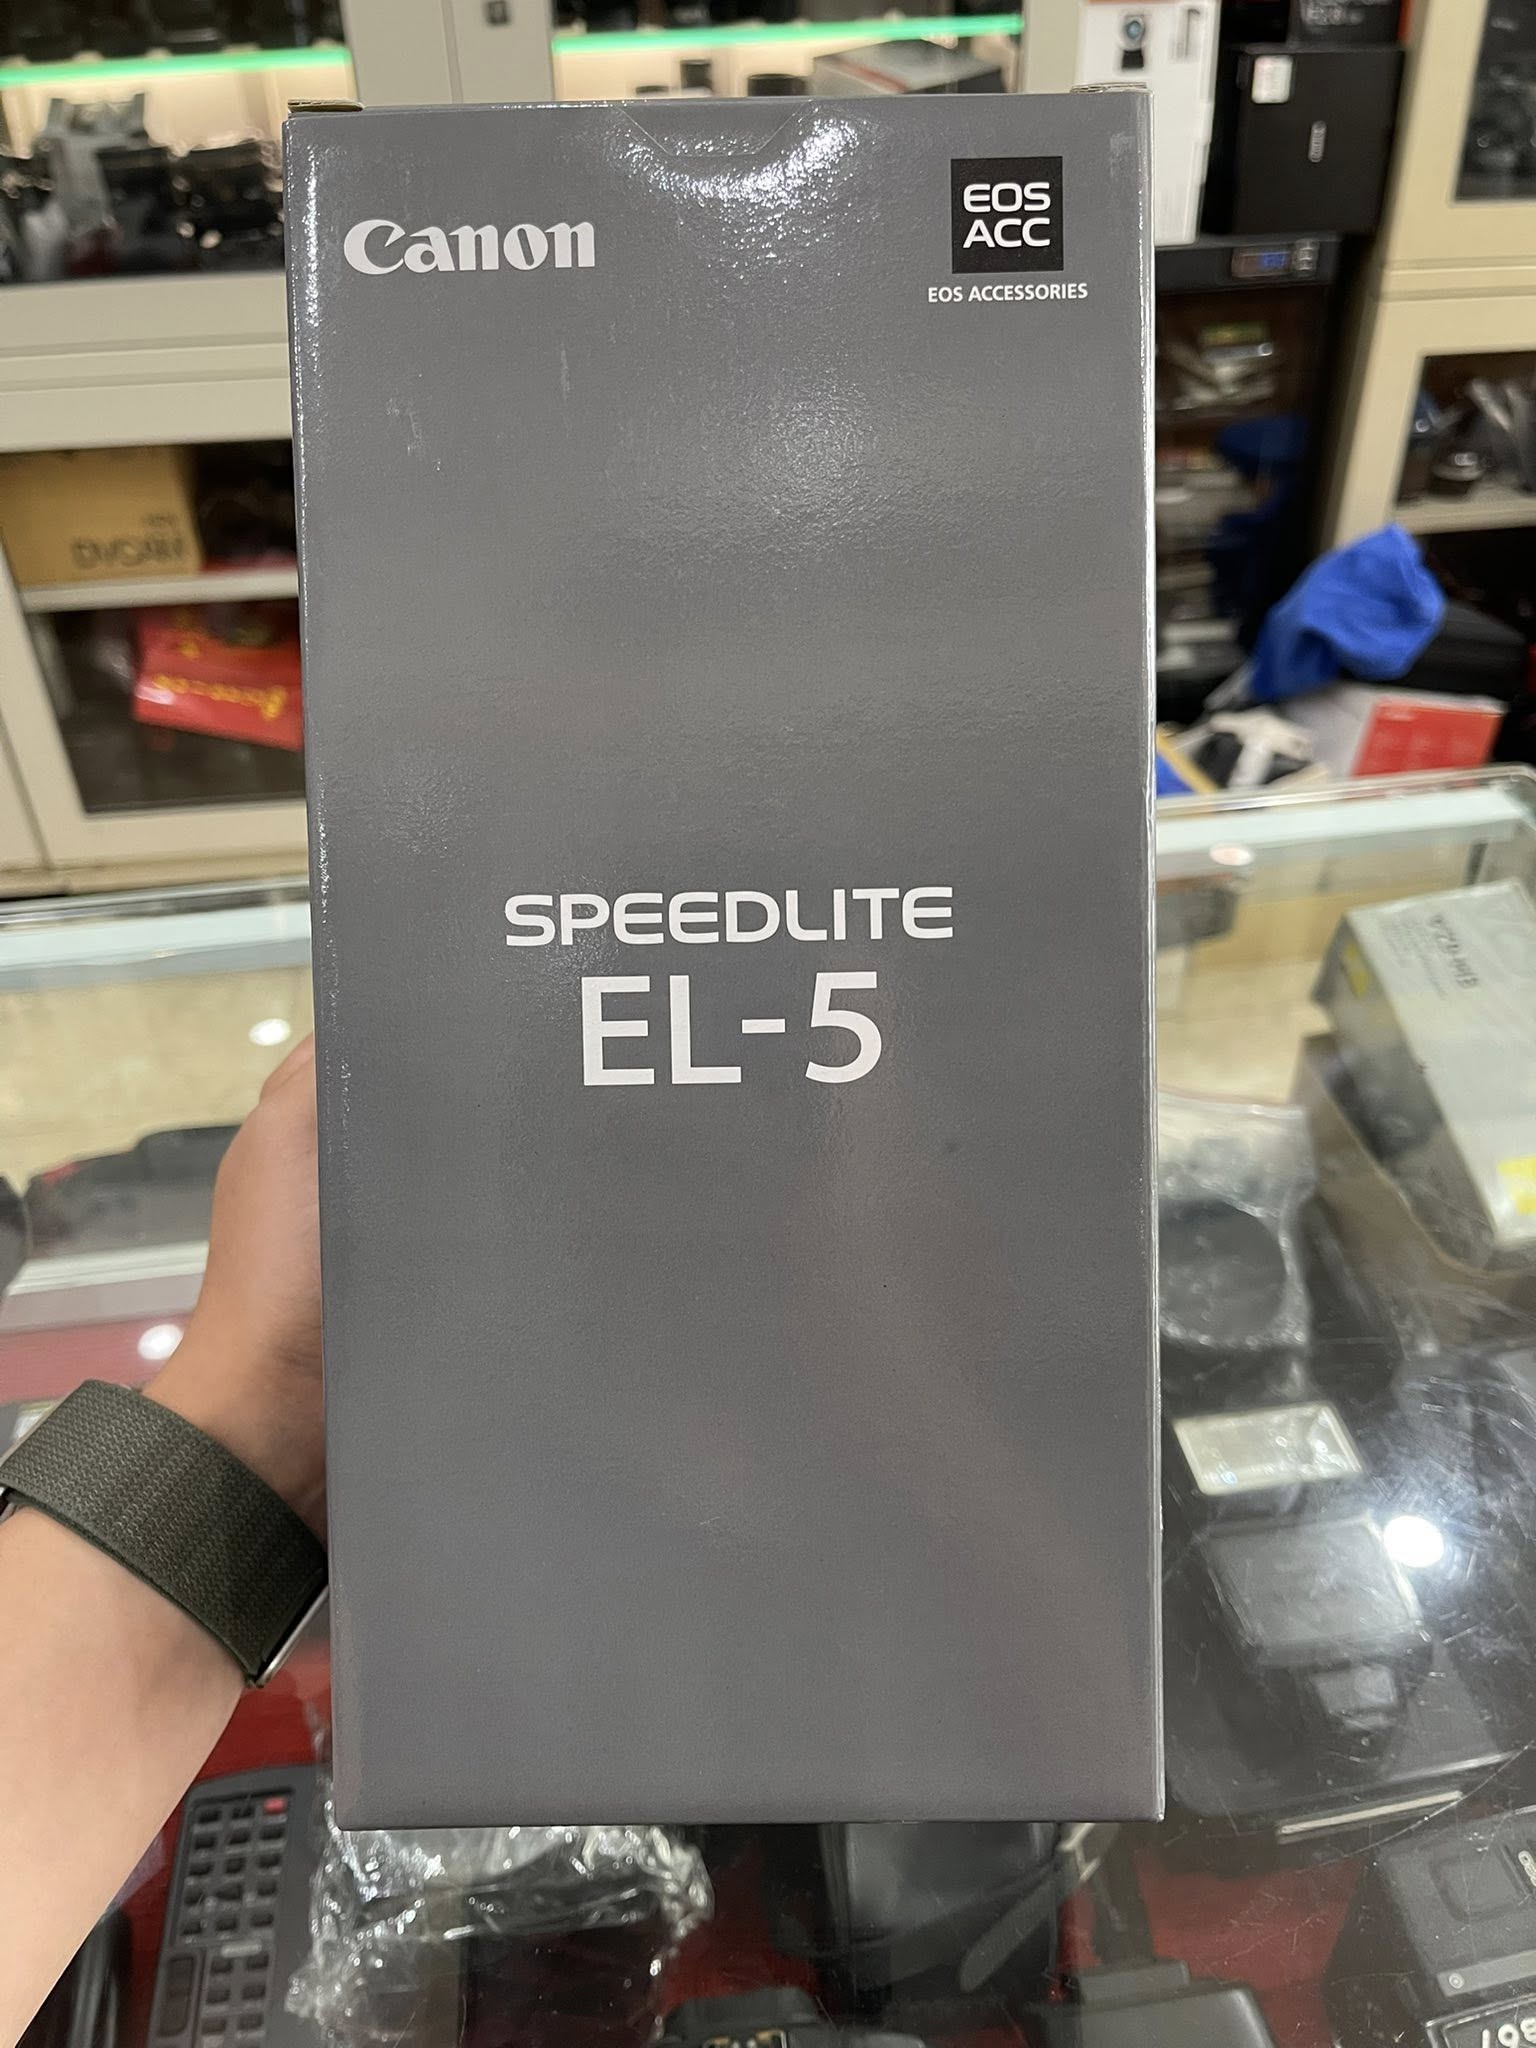 Canon
EOS
ACC
EOS ACCESSORIES
SPEEDLITE
EL-5